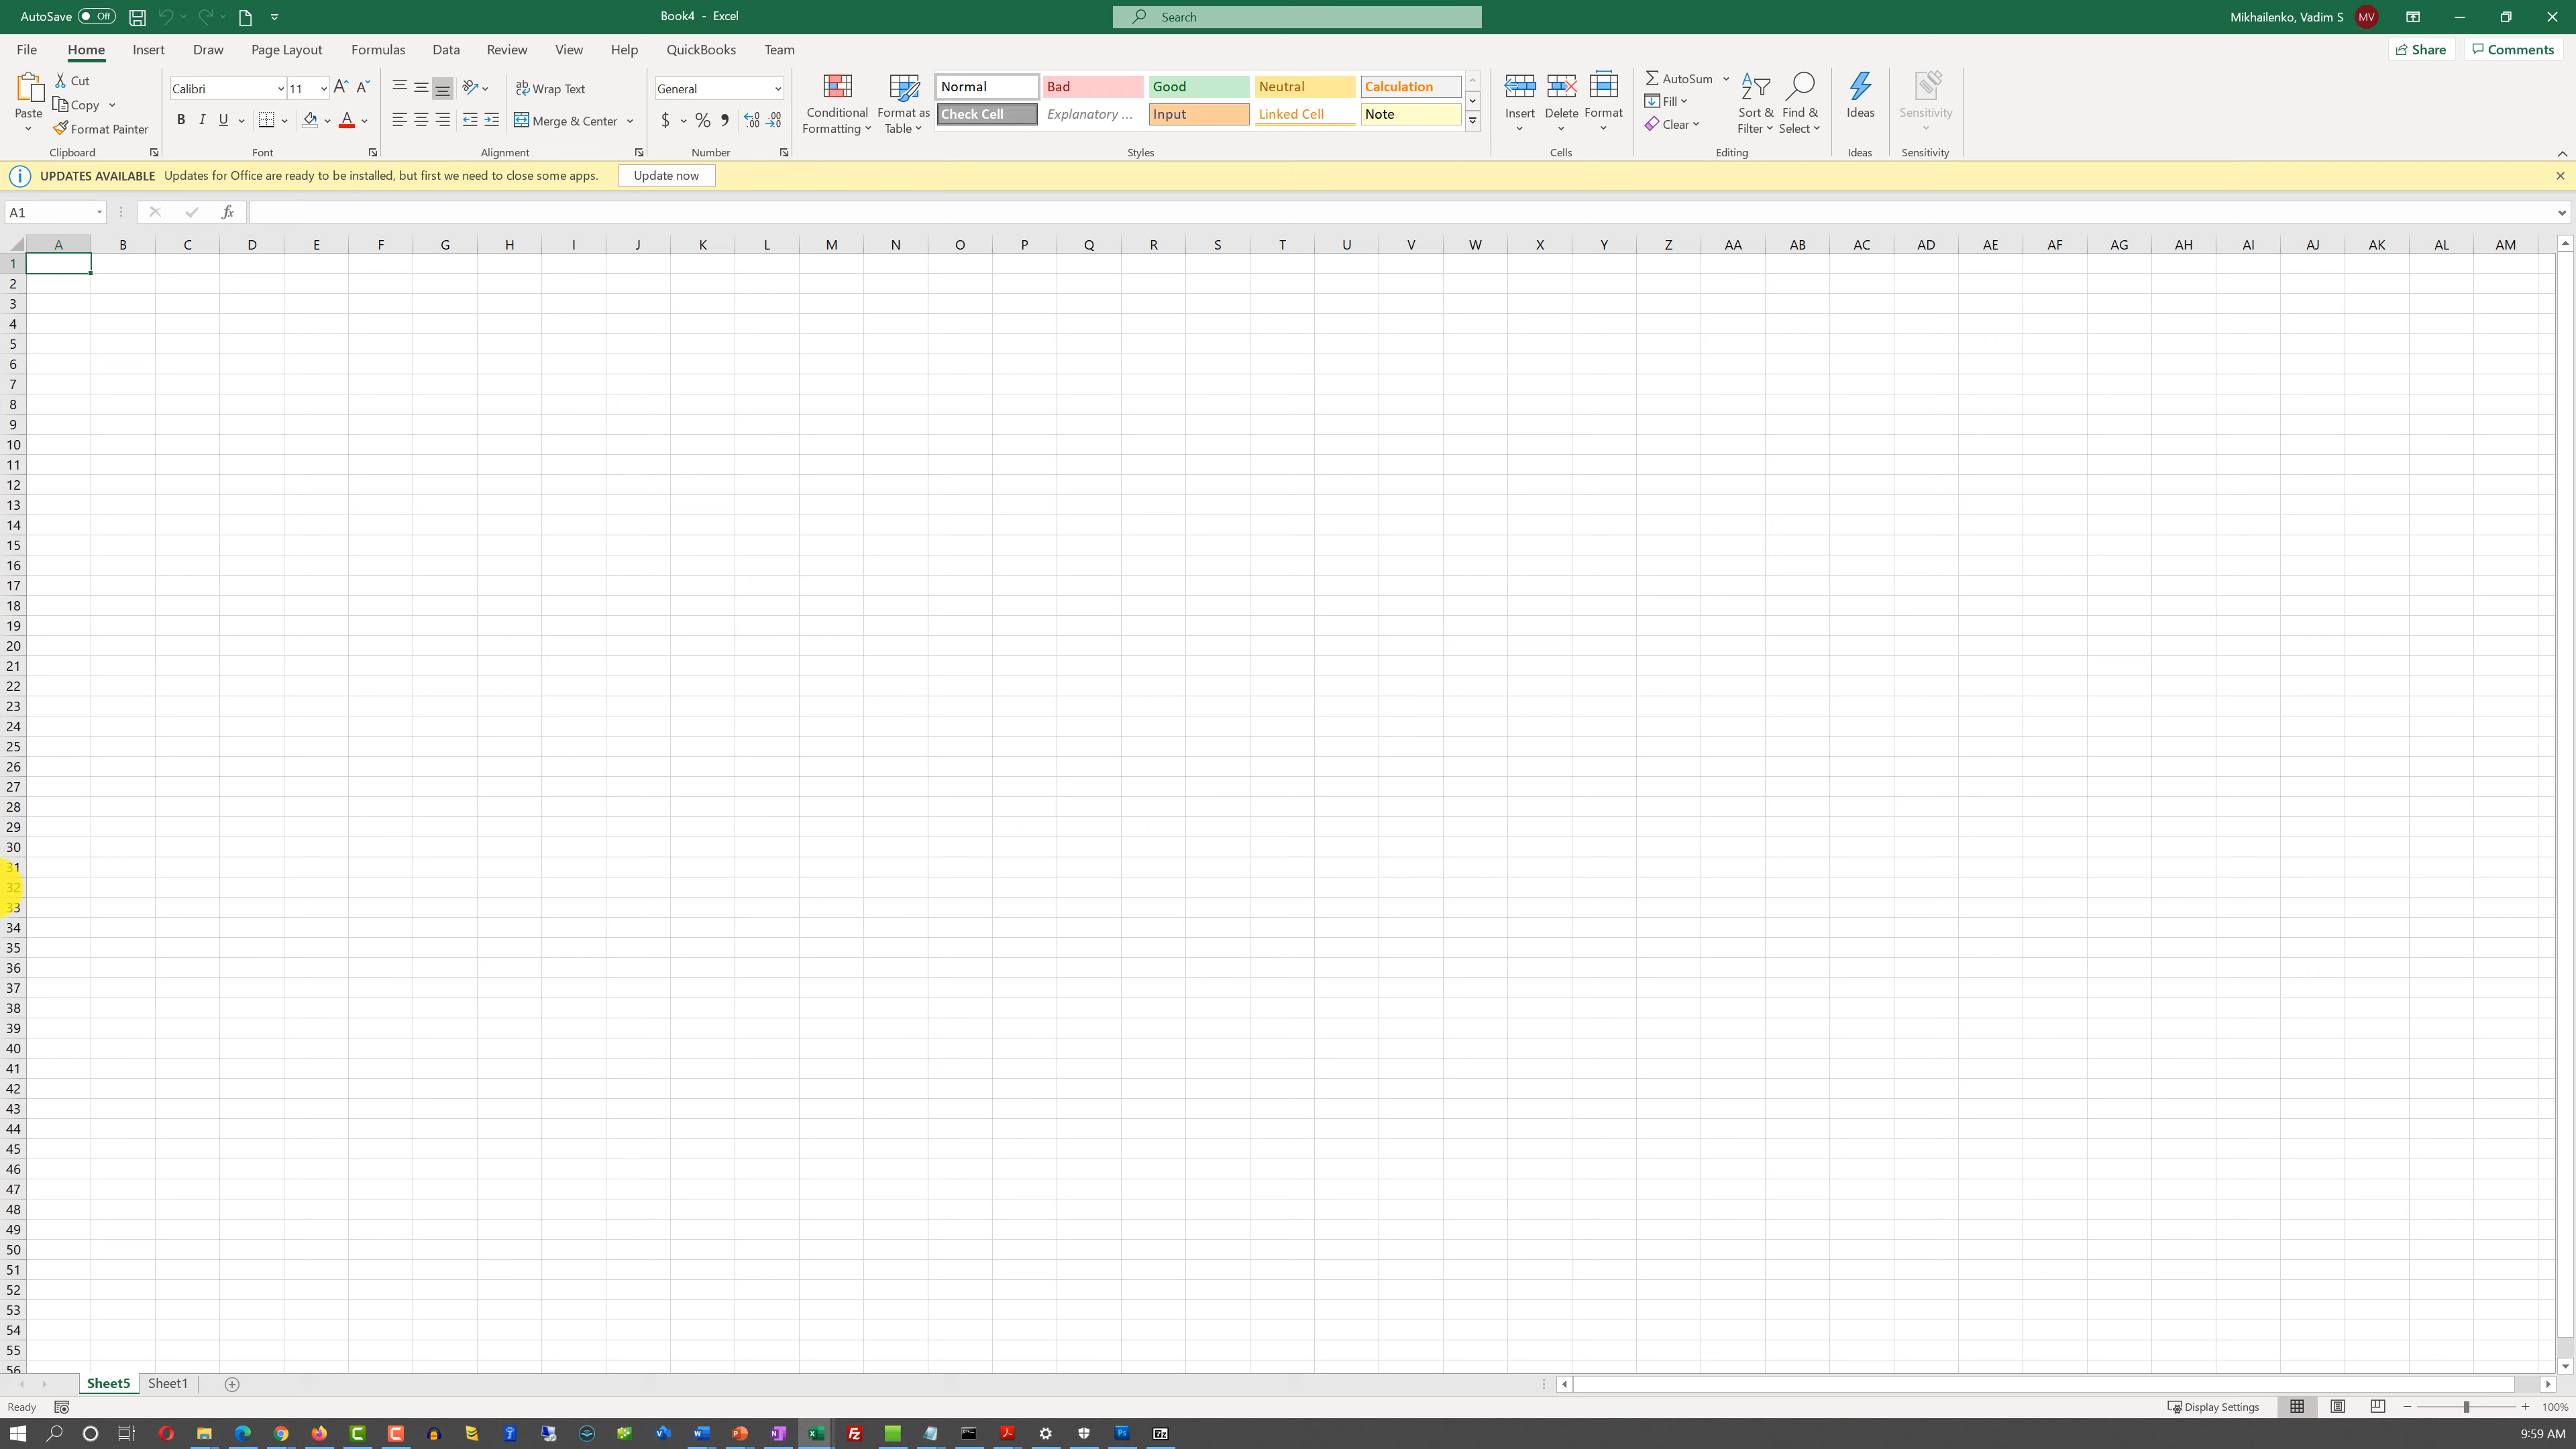 AutoSave Off Book4 - Excel Search Mikhailenko, Vadim S MV
File Home Insert Draw Page Layout Formulas Data Review View Help QuickBooks Team Share Comments
Paste Cut Copy Format Painter Clipboard
Calibri 11 B I U A Font
Wrap Text Merge & Center Alignment
General $ % Number
Conditional Formatting Format as Table
Normal Bad Good Neutral Calculation
Check Cell Explanatory ... Input Linked Cell Note
Styles
Insert Delete Format Cells
AutoSum Fill Clear Sort & Filter Find & Select Editing
Ideas Ideas
Sensitivity Sensitivity
UPDATES AVAILABLE Updates for Office are ready to be installed, but first we need to close some apps. Update now
A1 fx
A B C D E F G H I J K L M N O P Q R S T U V W X Y Z AA AB AC AD AE AF AG AH AI AJ AK AL AM
1
2
3
4
5
6
7
8
9
10
11
12
13
14
15
16
17
18
19
20
21
22
23
24
25
26
27
28
29
30
31
32
33
34
35
36
37
38
39
40
41
42
43
44
45
46
47
48
49
50
51
52
53
54
55
56
Sheet5 Sheet1
Ready Display Settings 100%
9:59 AM